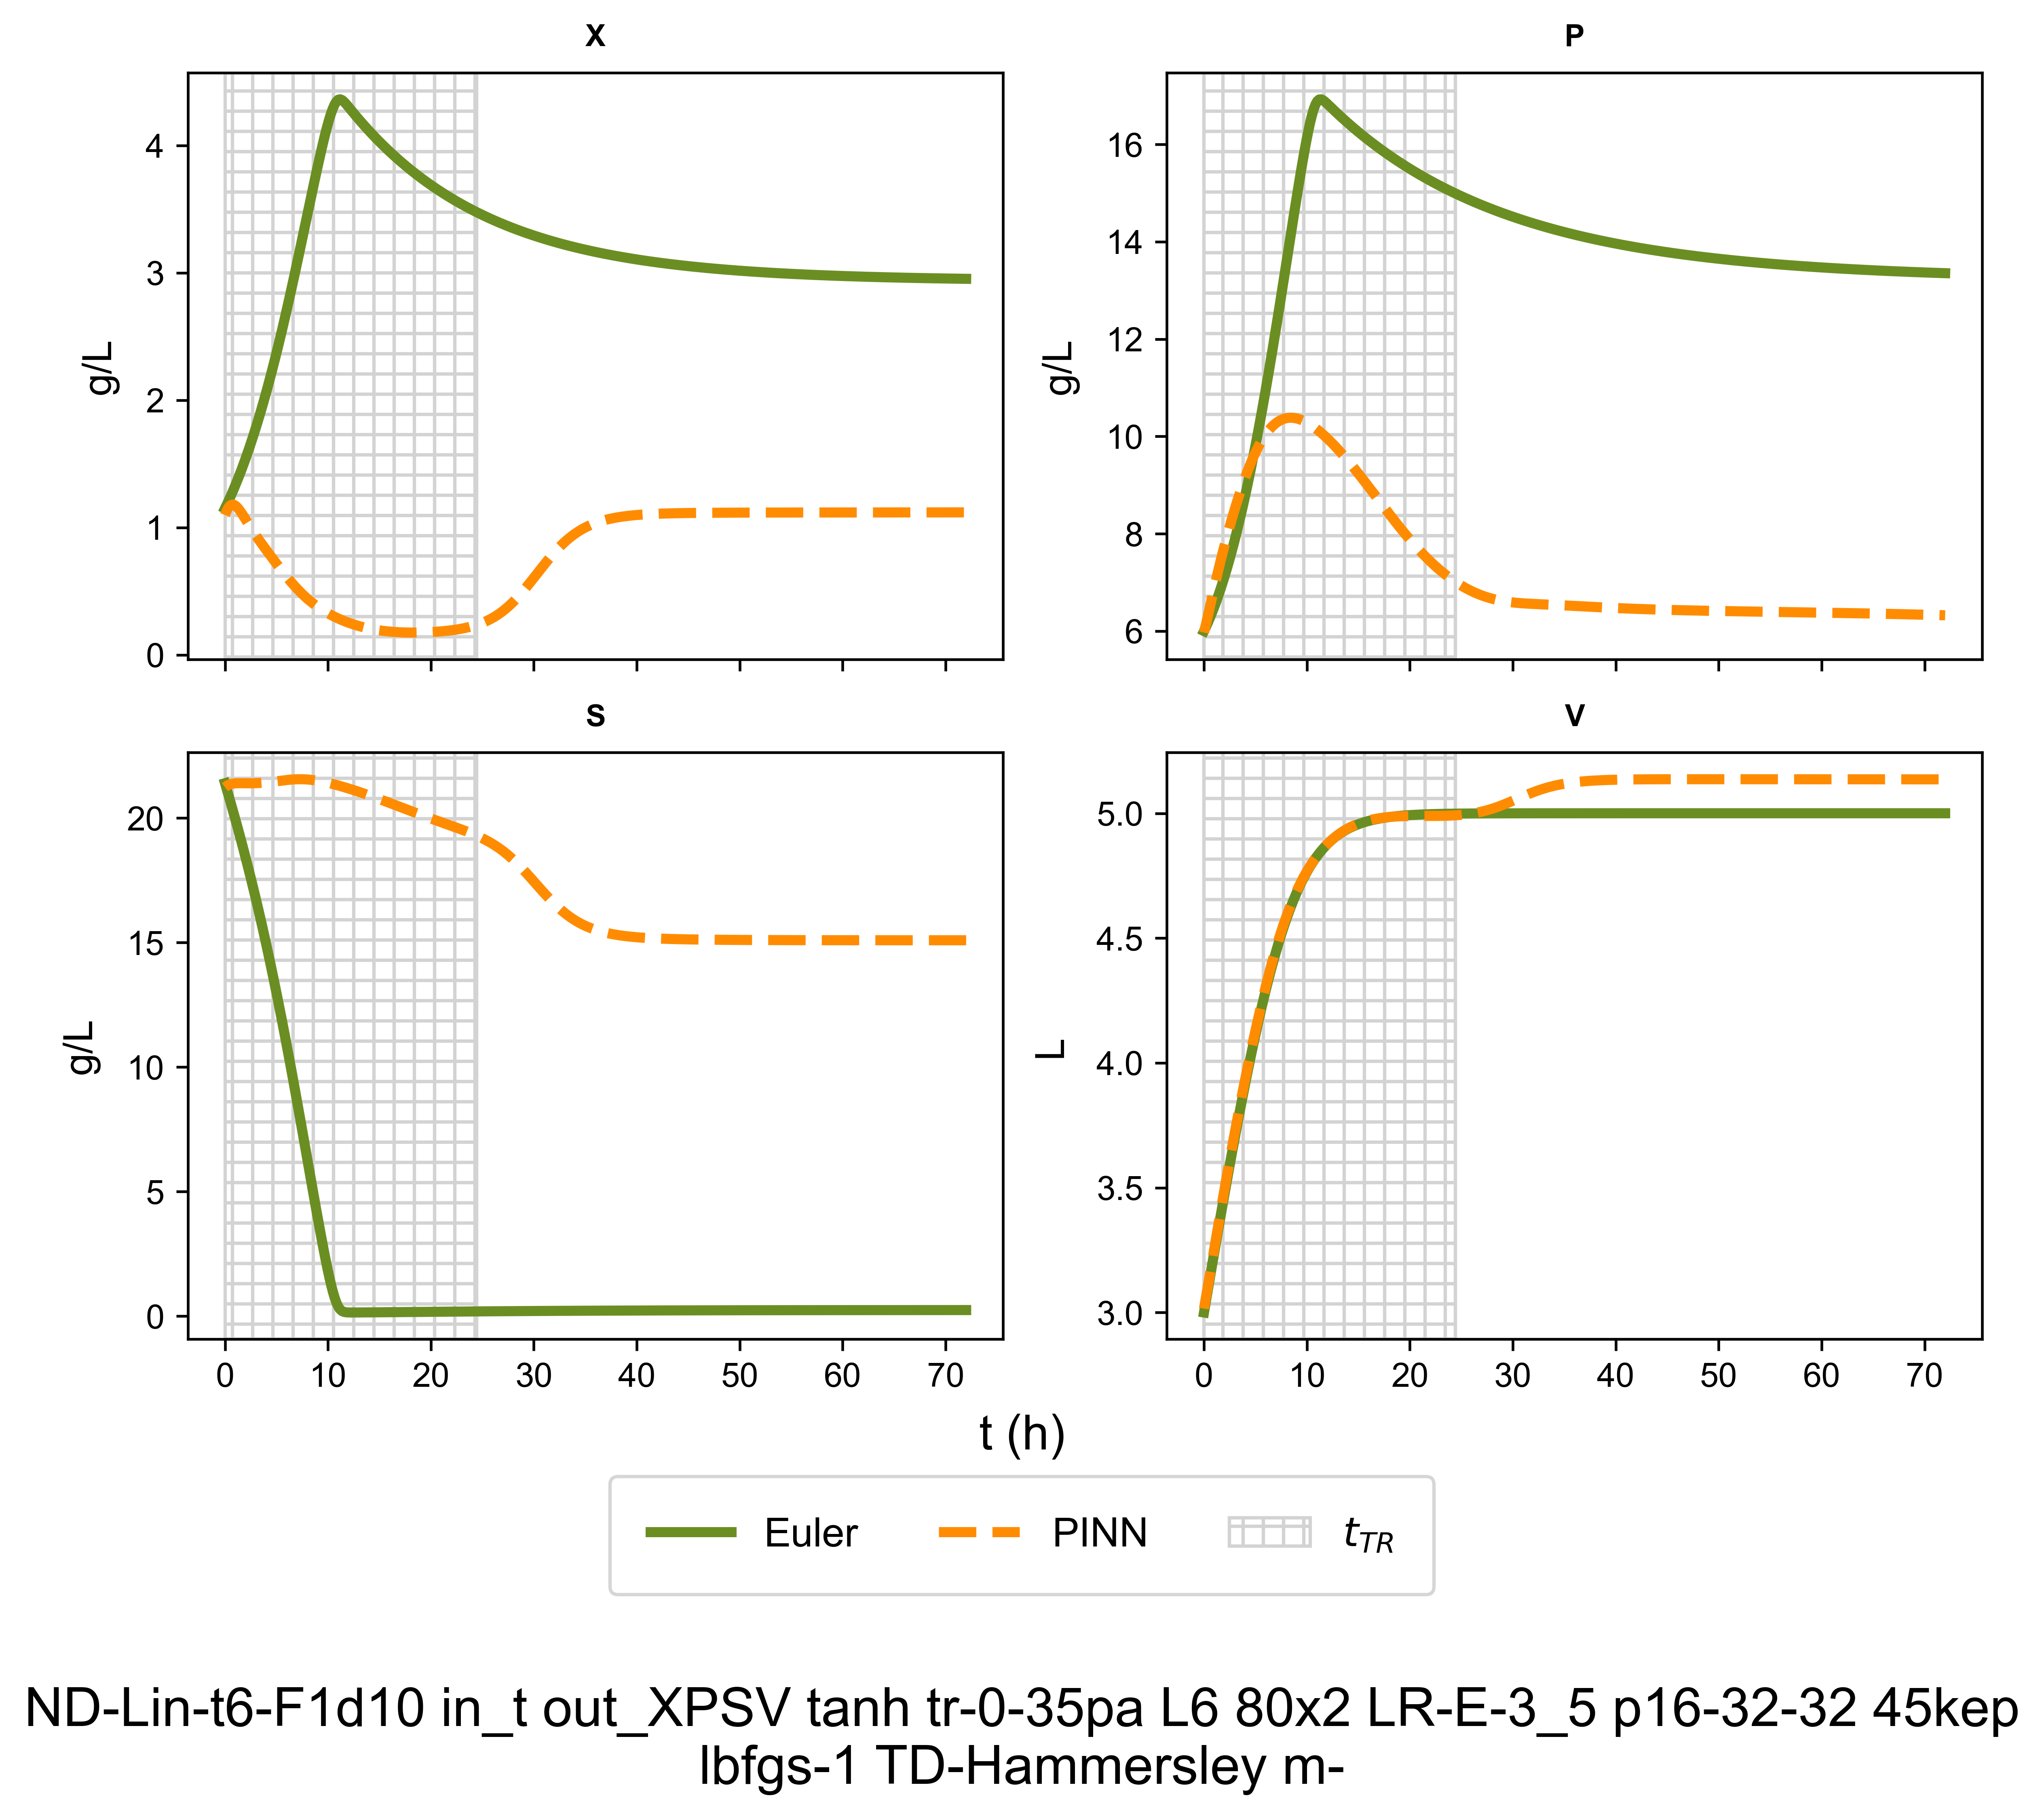 X
P
4
3
2
1
0
g/L
16
14
12
10
8
6
g/L
S
V
20
15
10
5
0
g/L
0 10 20 30 40 50 60 70
5.0
4.5
4.0
3.5
3.0
L
0 10 20 30 40 50 60 70
t (h)
Euler PINN t_TR
ND-Lin-t6-F1d10 in_t out_XPSV tanh tr-0-35pa L6 80x2 LR-E-3_5 p16-32-32 45kep
lbfgs-1 TD-Hammersley m-